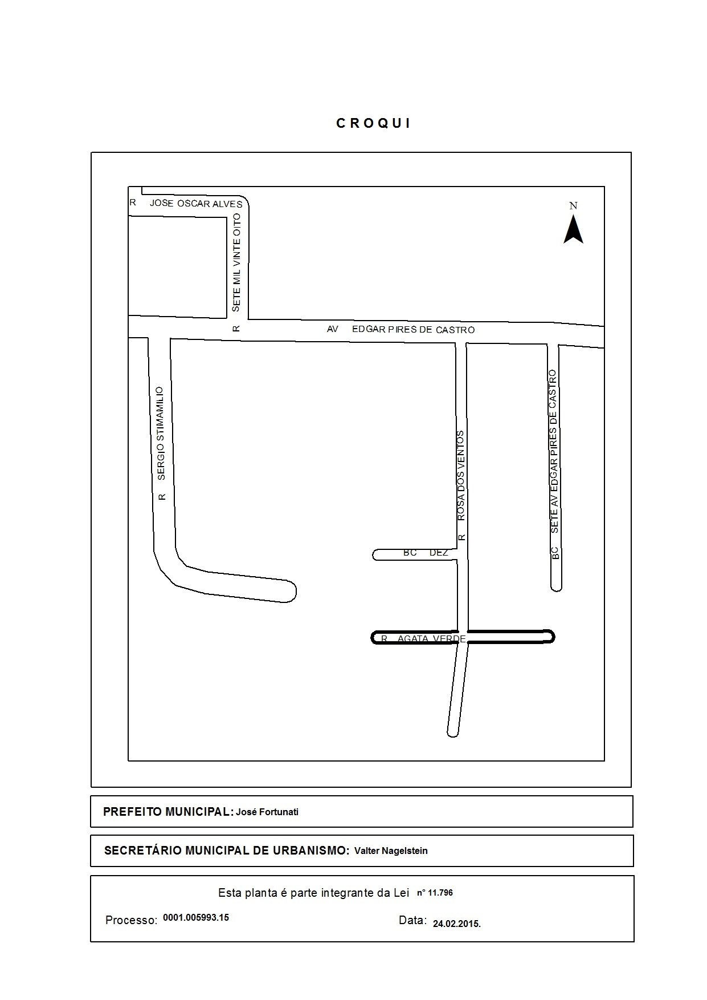 CROQUI
R JOSE OSCAR ALVES
N
R SETE MIL VINTE OITO
AV EDGAR PIRES DE CASTRO
R SERGIO STIMAMILIO
R ROSA DOS VENTOS
BC SETE AV EDGAR PIRES DE CASTRO
BC DEZ
R AGATA VERDE
PREFEITO MUNICIPAL: José Fortunati
SECRETÁRIO MUNICIPAL DE URBANISMO: Valter Nagelstein
Esta planta é parte integrante da Lei n° 11.796
Processo: 0001.005993.15 Data: 24.02.2015.